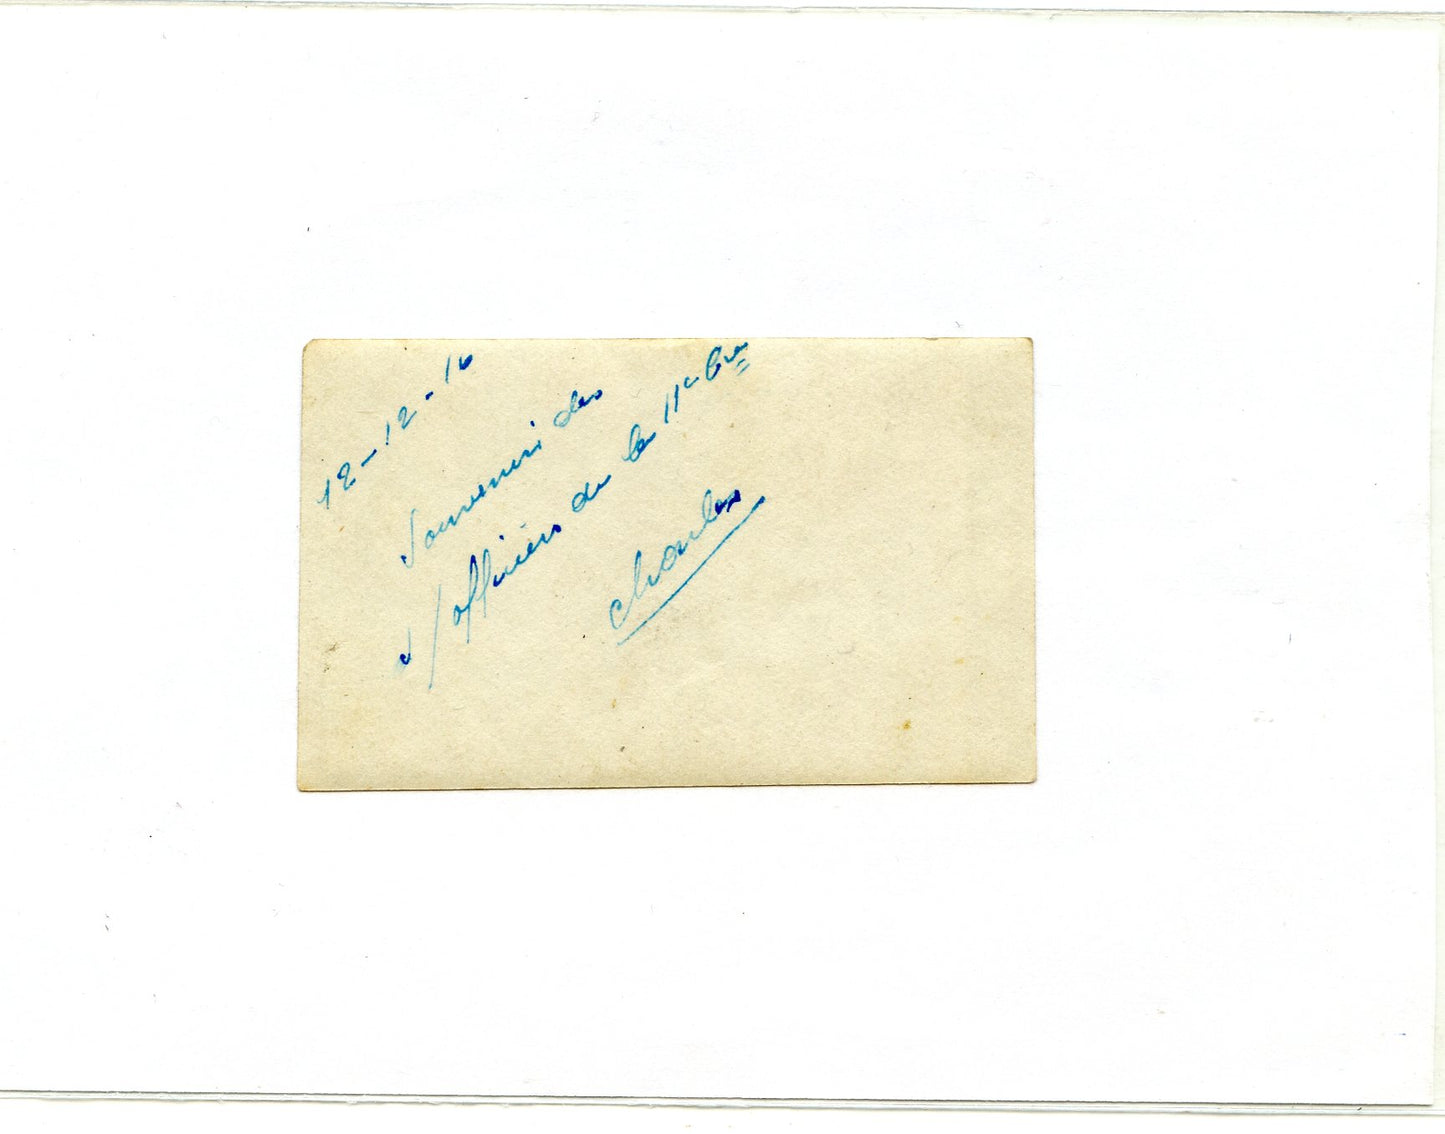 12-12-16
Souvenir des
s/officiers de la 11e Cie
Charles